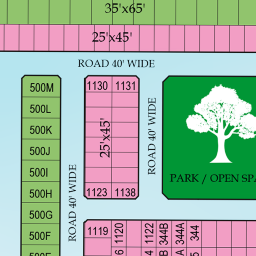 35'x65'
25'x45'
ROAD 40' WIDE
500M
500L
500K
500J
500I
500H
500G
500F
ROAD 40' WIDE
1130 1131
25'x45'
1123 1138
ROAD 40' WIDE
PARK / OPEN SPA
1119
1120
1122
344B
344A
344